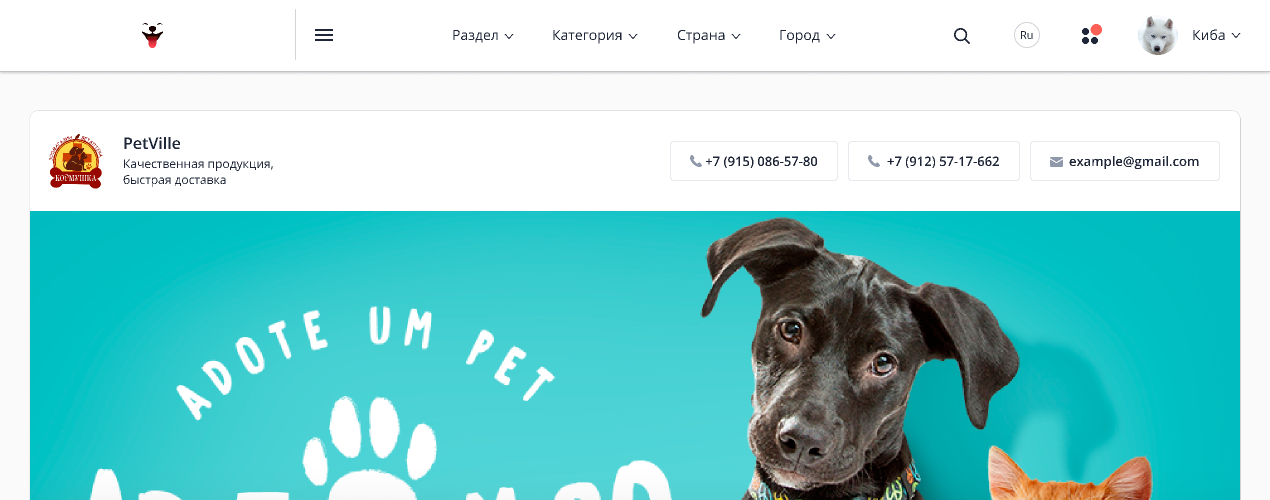 Раздел
Категория
Страна
Город
Ru
Киба
PetVille
Качественная продукция,
быстрая доставка
КОРМУШКА
+7 (915) 086-57-80
+7 (912) 57-17-662
example@gmail.com
ADOTE UM PET